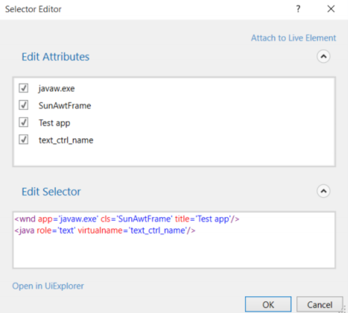 Selector Editor
Attach to Live Element
Edit Attributes
javaw.exe
SunAwtFrame
Test app
text_ctrl_name
Edit Selector
<wnd app='javaw.exe' cls='SunAwtFrame' title='Test app'/>
<java role='text' virtualname='text_ctrl_name'/>
Open in UiExplorer
OK Cancel